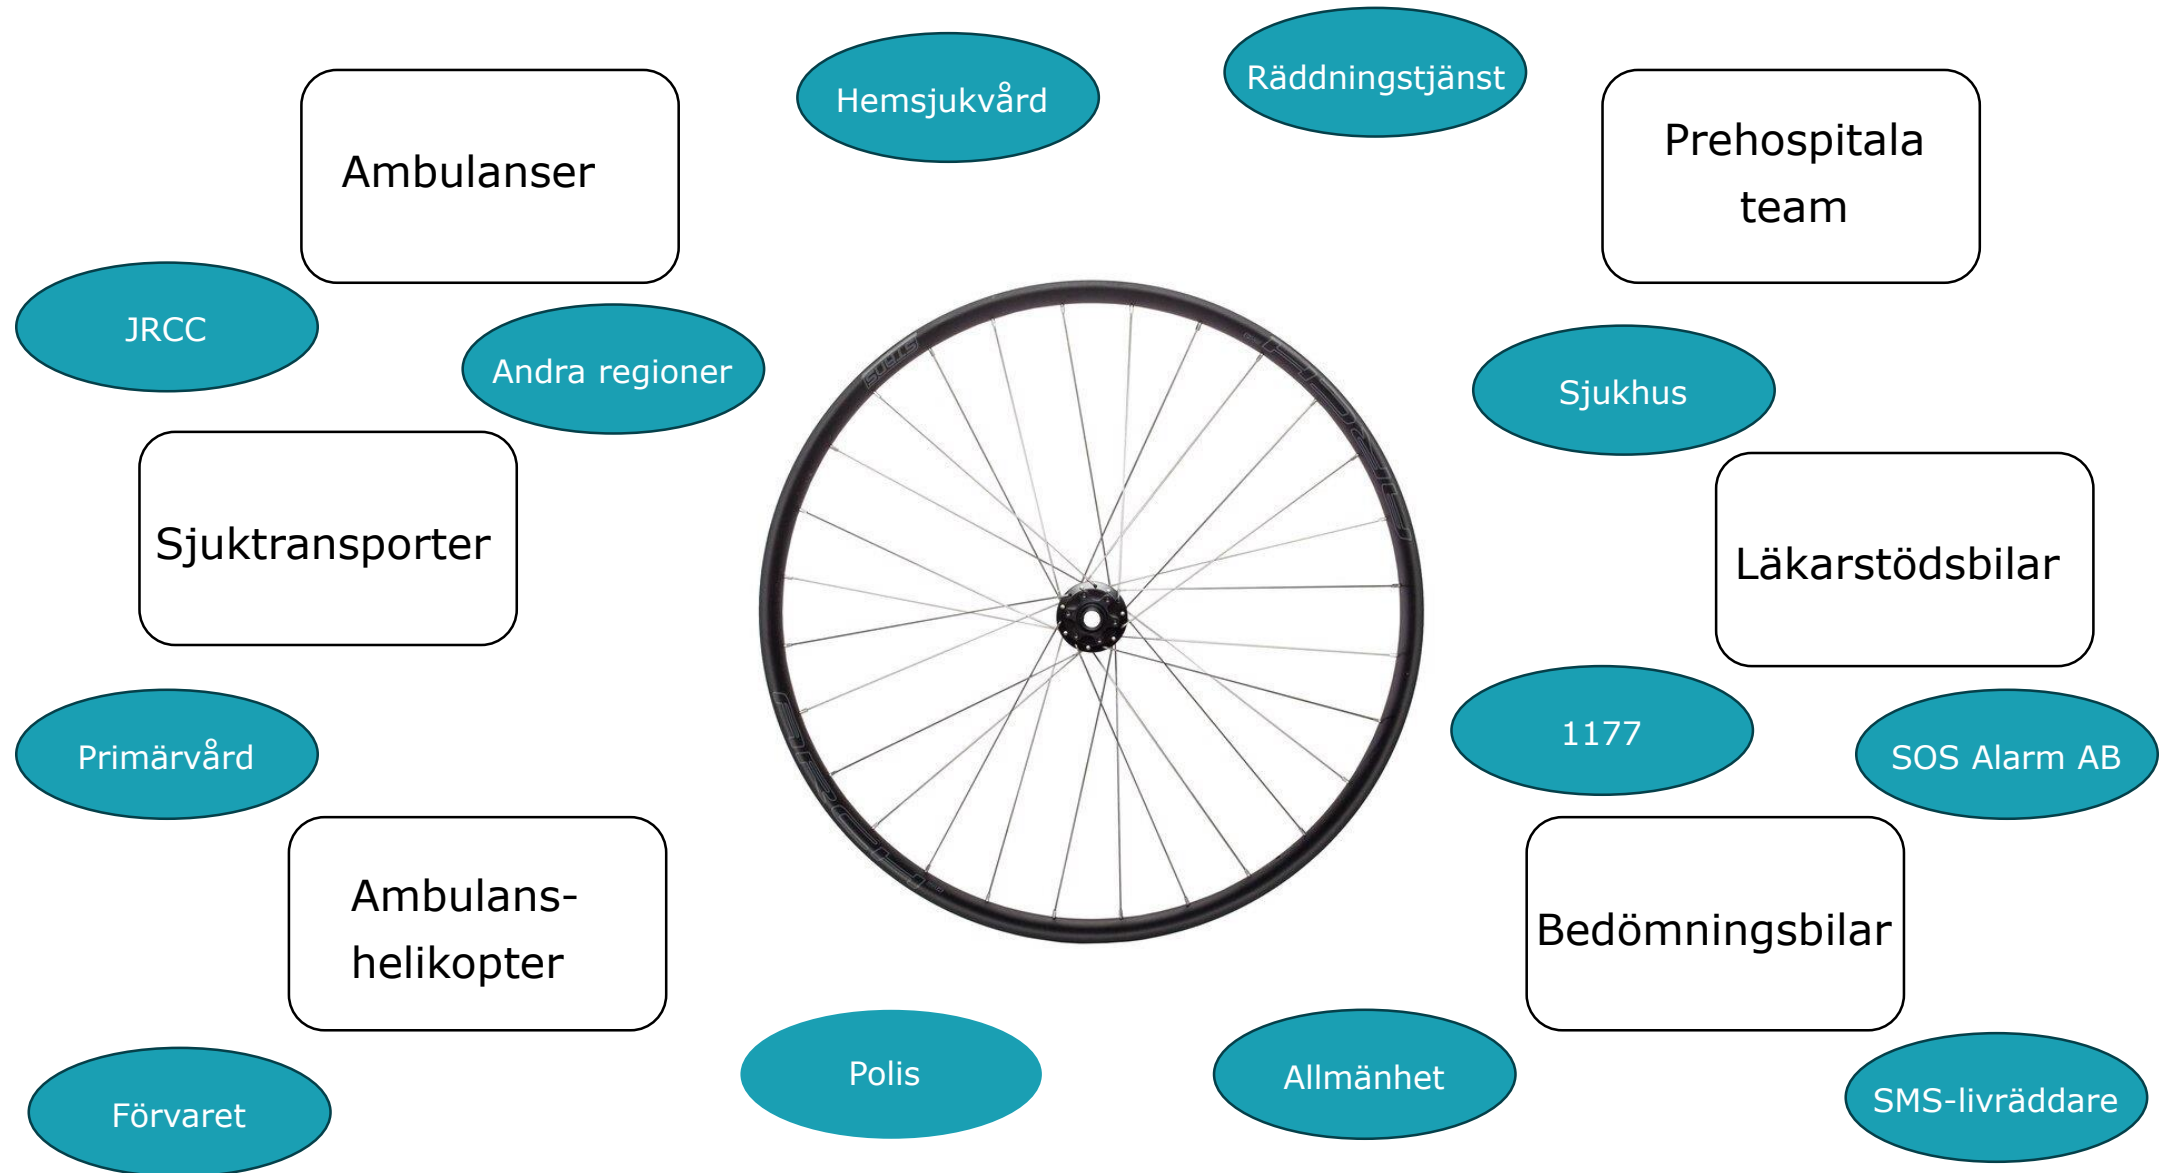 Hemsjukvård
Räddningstjänst
Ambulanser
Prehospitala
team
JRCC
Andra regioner
Sjukhus
Sjuktransporter
Läkarstödsbilar
Primärvård
1177
SOS Alarm AB
Ambulans-
helikopter
Bedömningsbilar
Polis
Allmänhet
Förvaret
SMS-livräddare